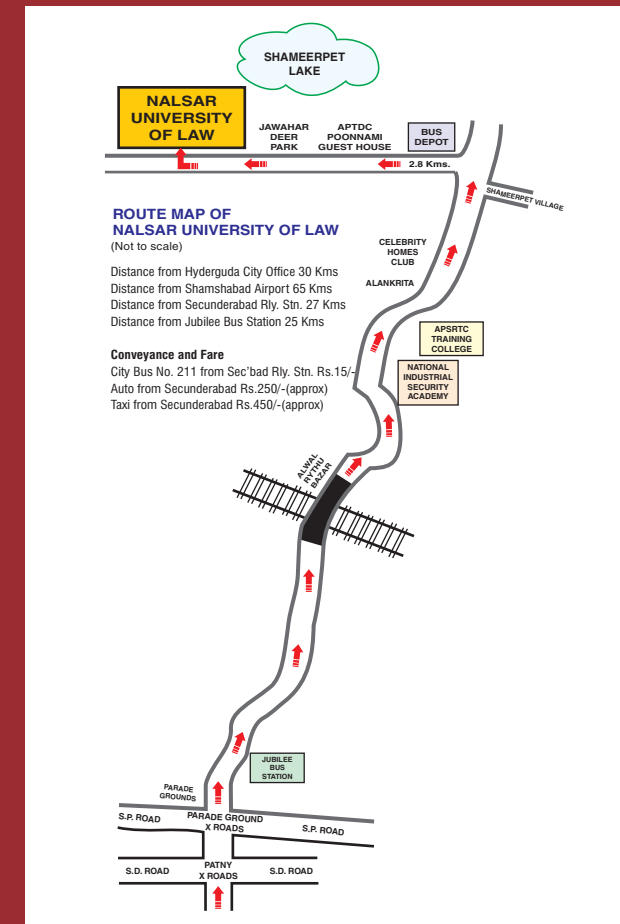 SHAMEERPET
LAKE
NALSAR
UNIVERSITY
OF LAW
JAWAHAR
DEER
PARK
APTDC
POONNAMI
GUEST HOUSE
BUS
DEPOT
2.8 Kms.
SHAMEERPET VILLAGE
ROUTE MAP OF
NALSAR UNIVERSITY OF LAW
(Not to scale)
Distance from Hyderguda City Office 30 Kms
Distance from Shamshabad Airport 65 Kms
Distance from Secunderabad Rly. Stn. 27 Kms
Distance from Jubilee Bus Station 25 Kms
Conveyance and Fare
City Bus No. 211 from Sec'bad Rly. Stn. Rs.15/-
Auto from Secunderabad Rs.250/-(approx)
Taxi from Secunderabad Rs.450/-(approx)
CELEBRITY
HOMES
CLUB
ALANKRITA
APSRTC
TRAINING
COLLEGE
NATIONAL
INDUSTRIAL
SECURITY
ACADEMY
ALWAL
RYTHU
BAZAR
JUBILEE
BUS
STATION
PARADE
GROUNDS
S.P. ROAD
PARADE GROUND
X ROADS
S.P. ROAD
S.D. ROAD
PATNY
X ROADS
S.D. ROAD